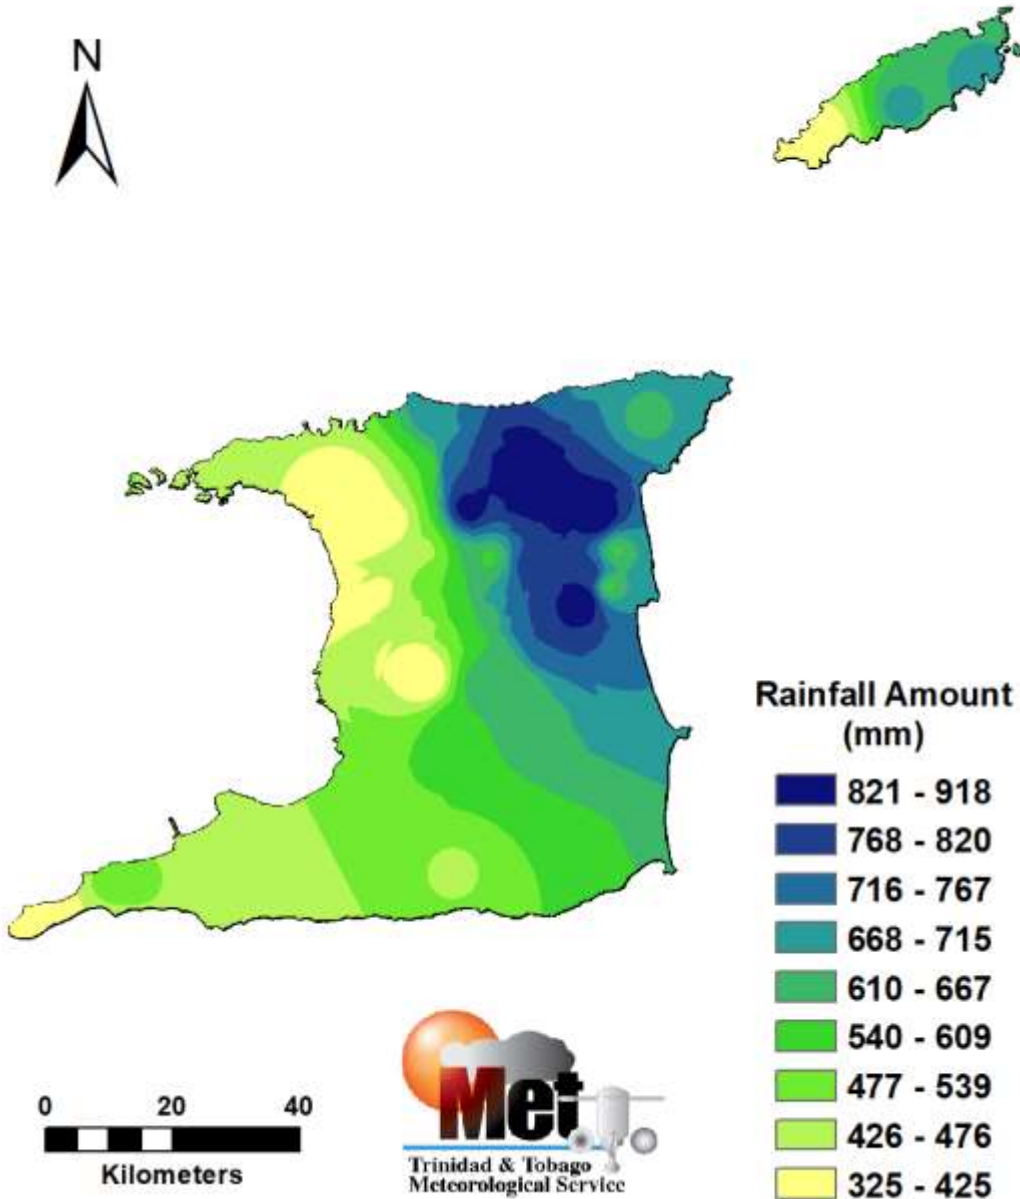 N
Rainfall Amount
(mm)
821 - 918
768 - 820
716 - 767
668 - 715
610 - 667
540 - 609
477 - 539
426 - 476
325 - 425
0 20 40
Kilometers
Met
Trinidad & Tobago
Meteorological Service